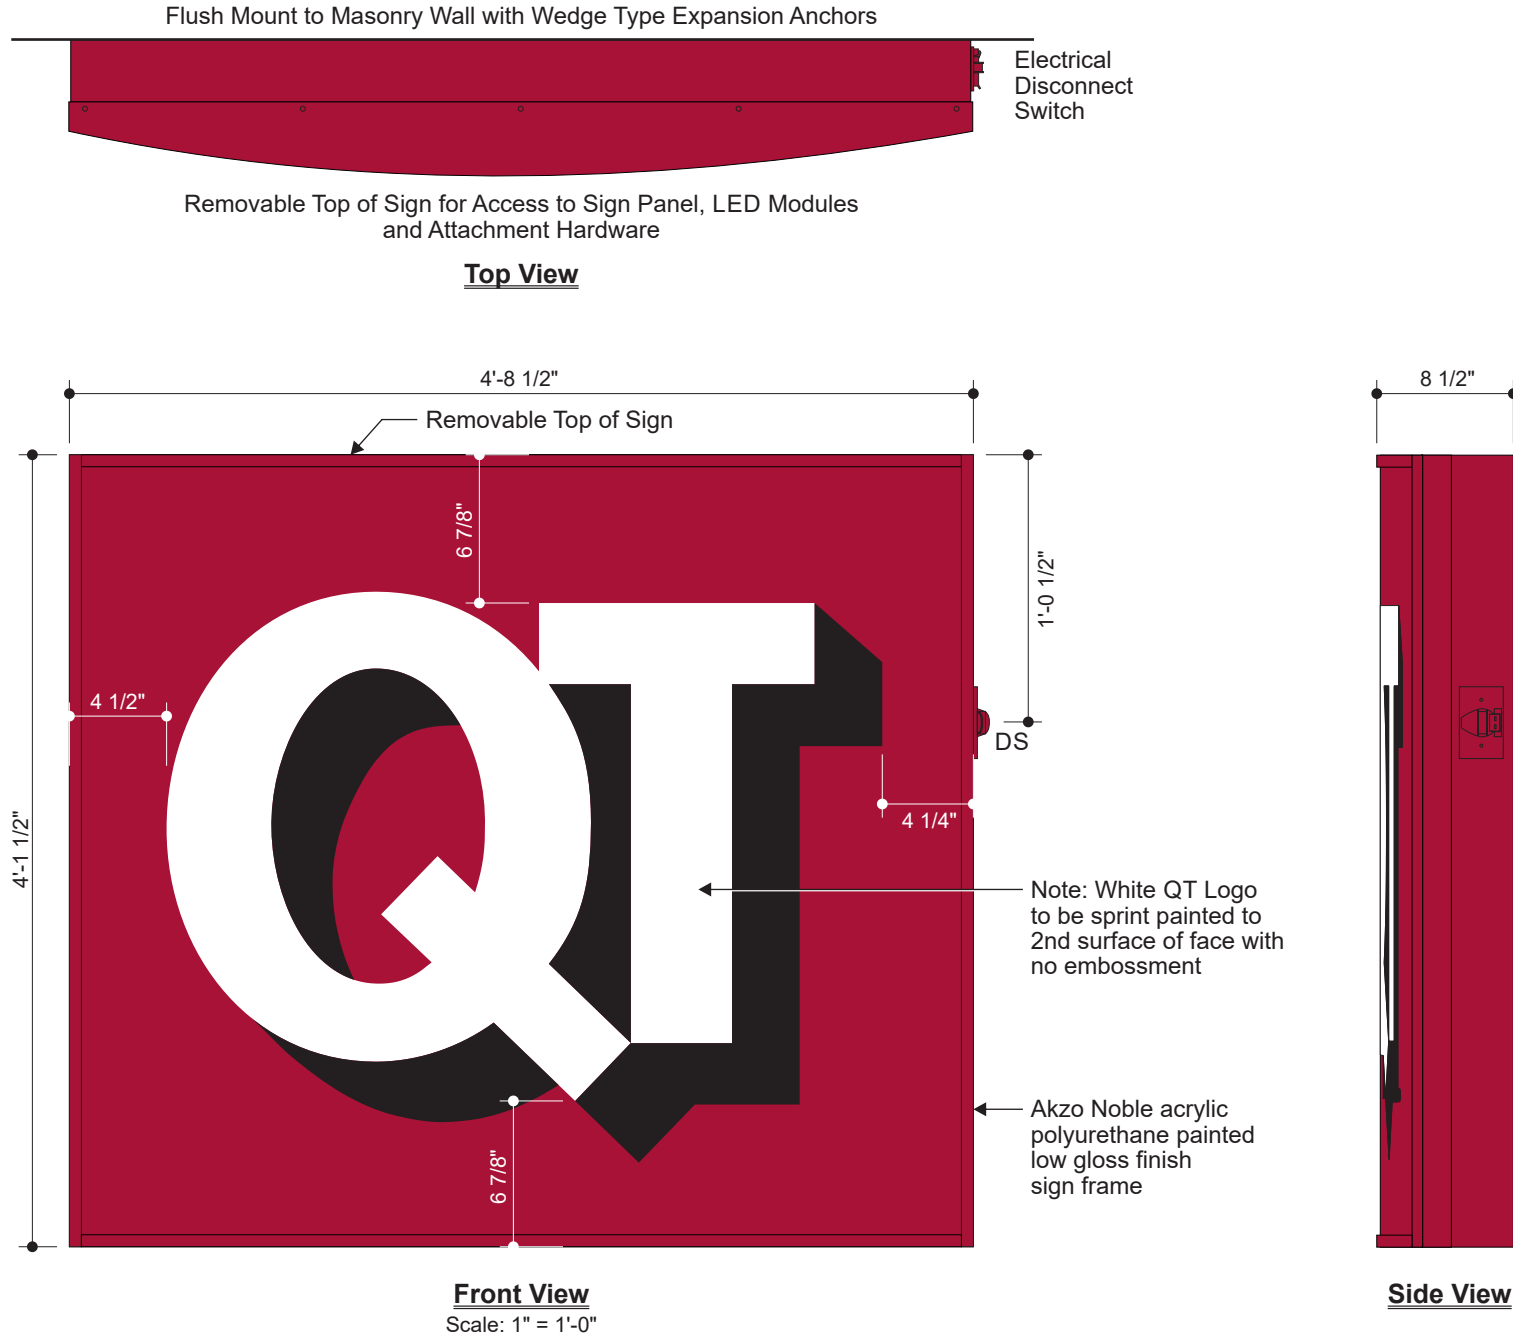 Flush Mount to Masonry Wall with Wedge Type Expansion Anchors
Electrical
Disconnect
Switch
Removable Top of Sign for Access to Sign Panel, LED Modules
and Attachment Hardware
Top View
4'-8 1/2"
8 1/2"
Removable Top of Sign
6 7/8"
1'-0 1/2"
4 1/2"
QT
DS
4 1/4"
4'-1 1/2"
Note: White QT Logo
to be sprint painted to
2nd surface of face with
no embossment
Akzo Noble acrylic
polyurethane painted
low gloss finish
sign frame
6 7/8"
Front View
Scale: 1" = 1'-0"
Side View